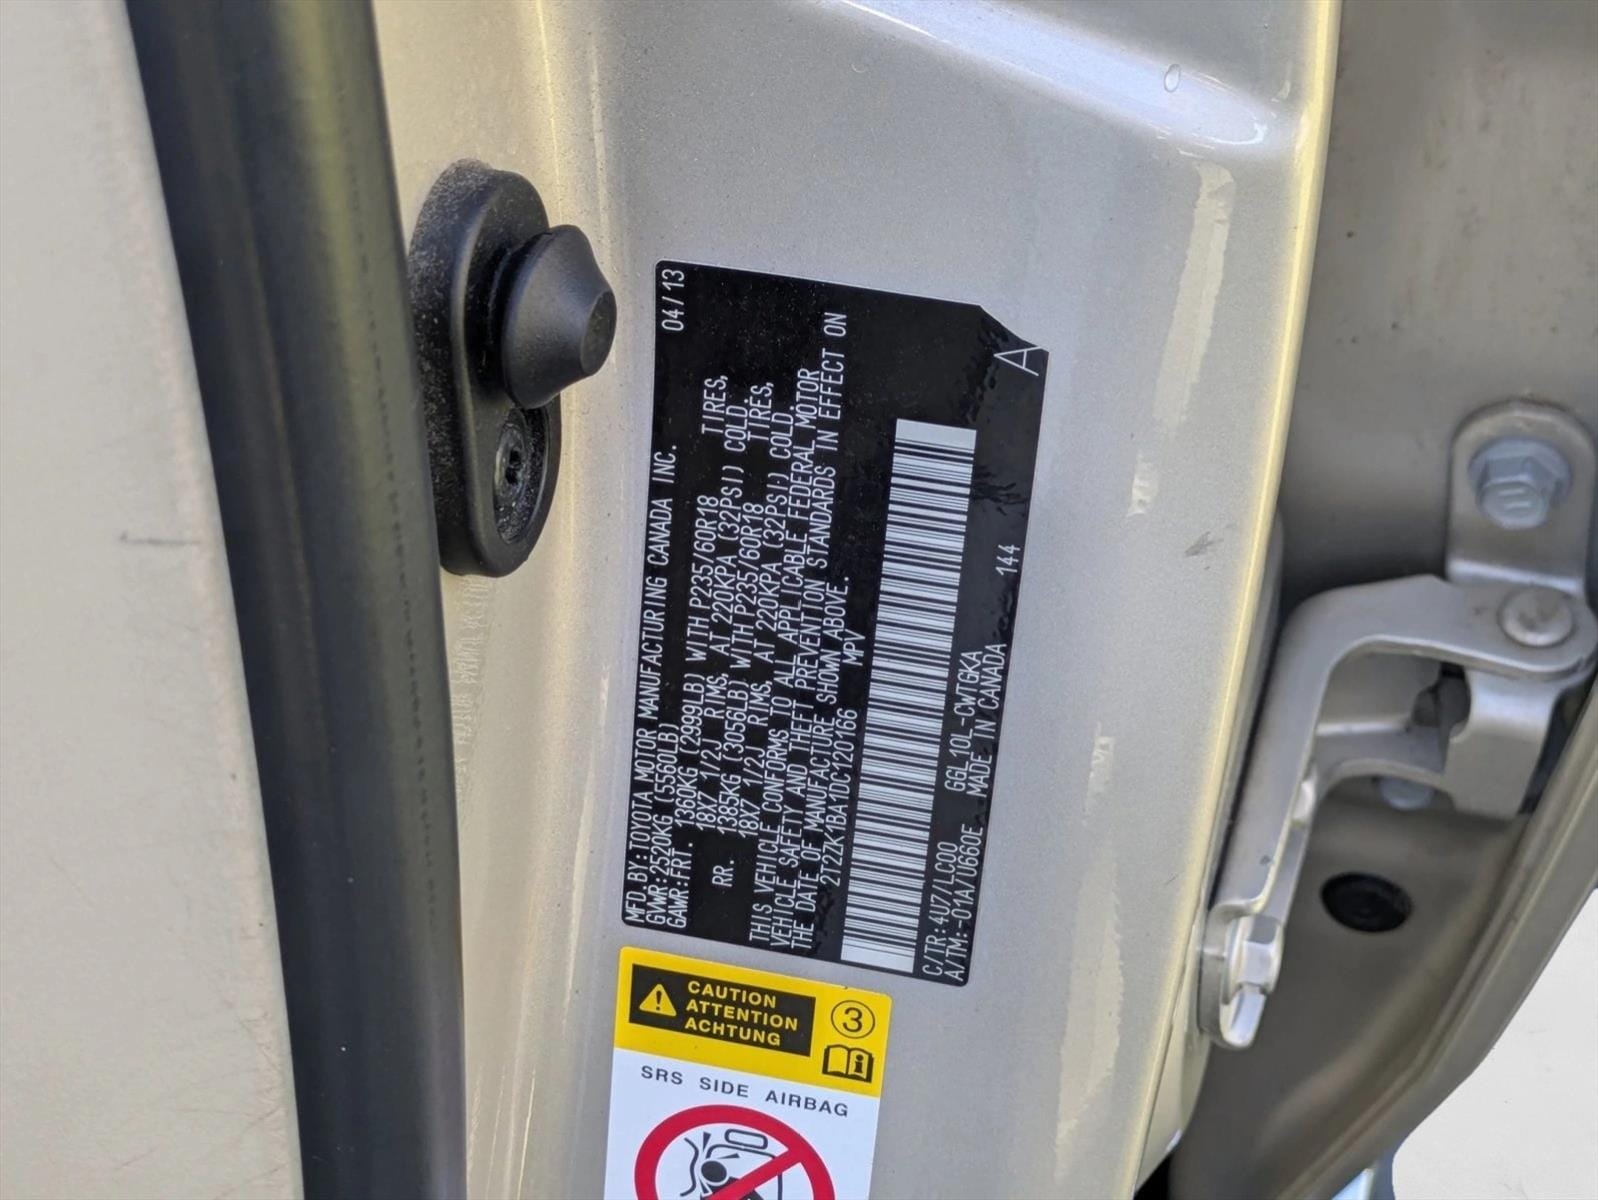 MFD.BY:TOYOTA MOTOR MANUFACTURING CANADA INC. 04/13
GVWR:2520KG (5560LB)
GAWR:FRT. 1360KG (2999LB) WITH P235/60R18 TIRES,
18X7 1/2J RIMS, AT 220KPA (32PSI) COLD.
RR. 1385KG (3056LB) WITH P235/60R18 TIRES,
18X7 1/2J RIMS, AT 220KPA (32PSI) COLD.
THIS VEHICLE CONFORMS TO ALL APPLICABLE FEDERAL MOTOR
VEHICLE SAFETY AND THEFT PREVENTION STANDARDS IN EFFECT ON
THE DATE OF MANUFACTURE SHOWN ABOVE.
2T2ZK1BA1DC120166 MPV
A
C/TR:4U77LC00 GGL10L-CWTGKA
A/TM:-01A/U660E MADE IN CANADA 144
CAUTION
ATTENTION
ACHTUNG
3
i
SRS SIDE AIRBAG